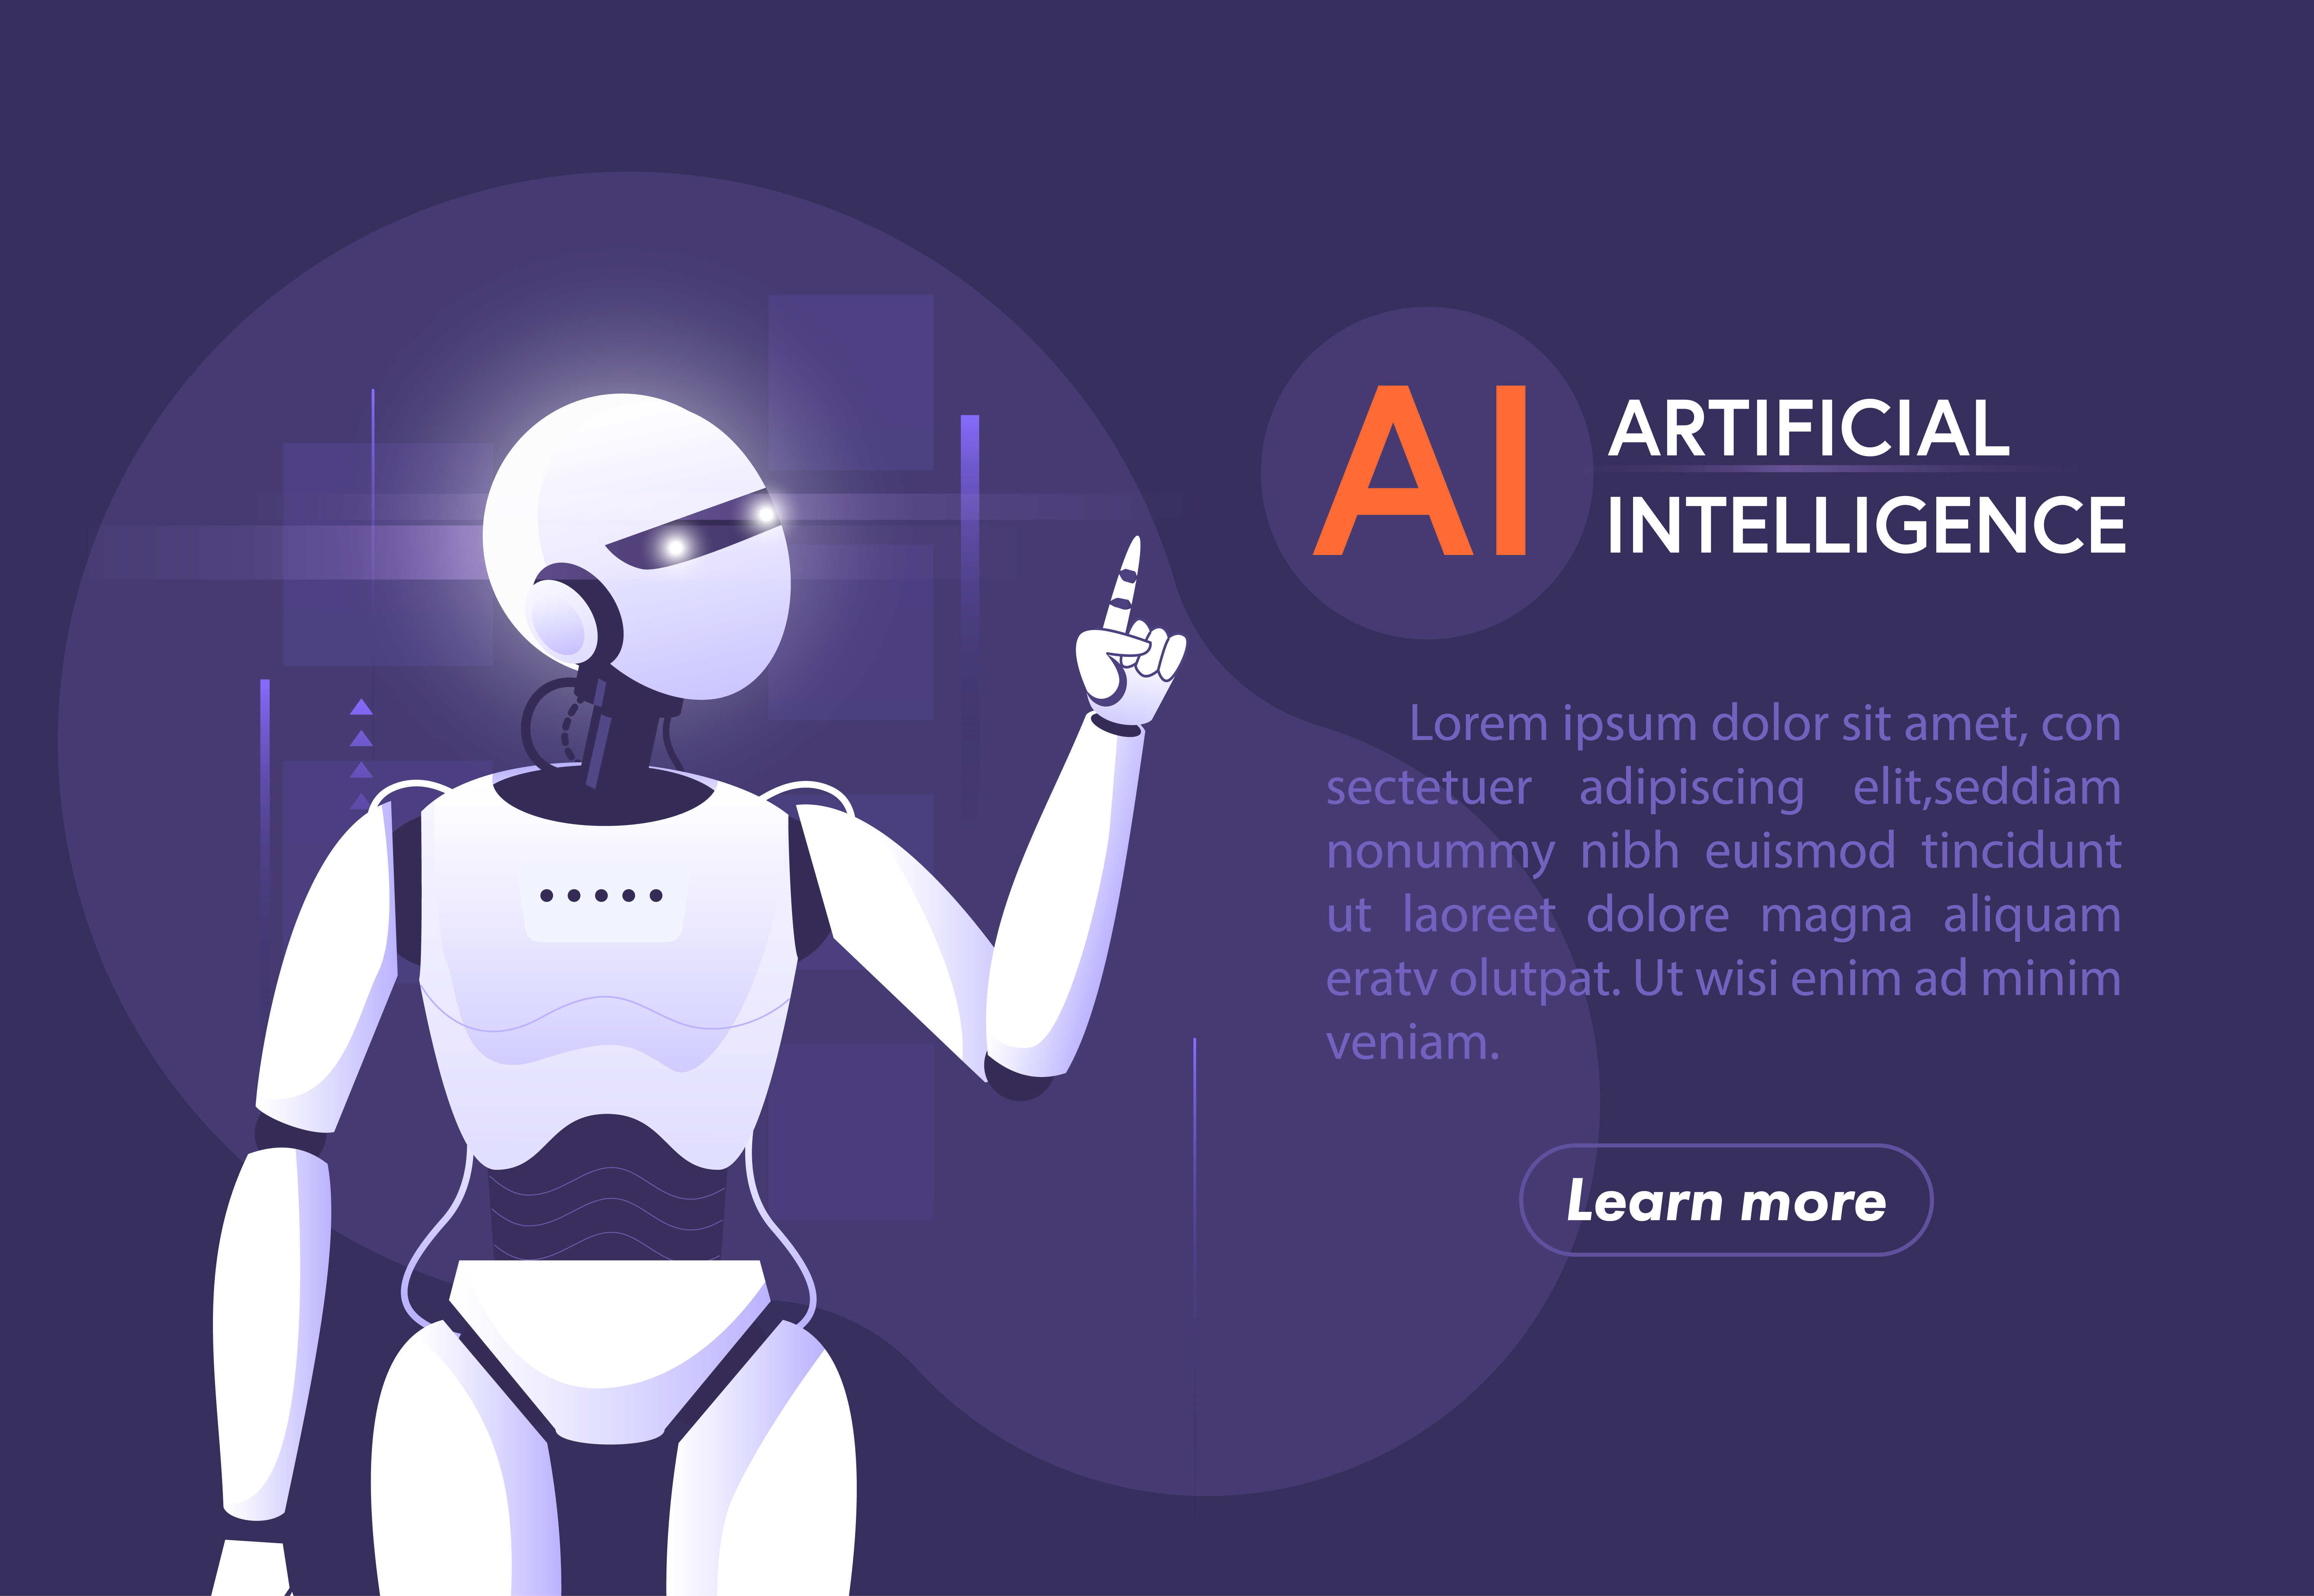 AI
ARTIFICIAL
INTELLIGENCE
Lorem ipsum dolor sit amet, con
sectetuer adipiscing elit,seddiam
nonummy nibh euismod tincidunt
ut laoreet dolore magna aliquam
eratv olutpat. Ut wisi enim ad minim
veniam.
Learn more